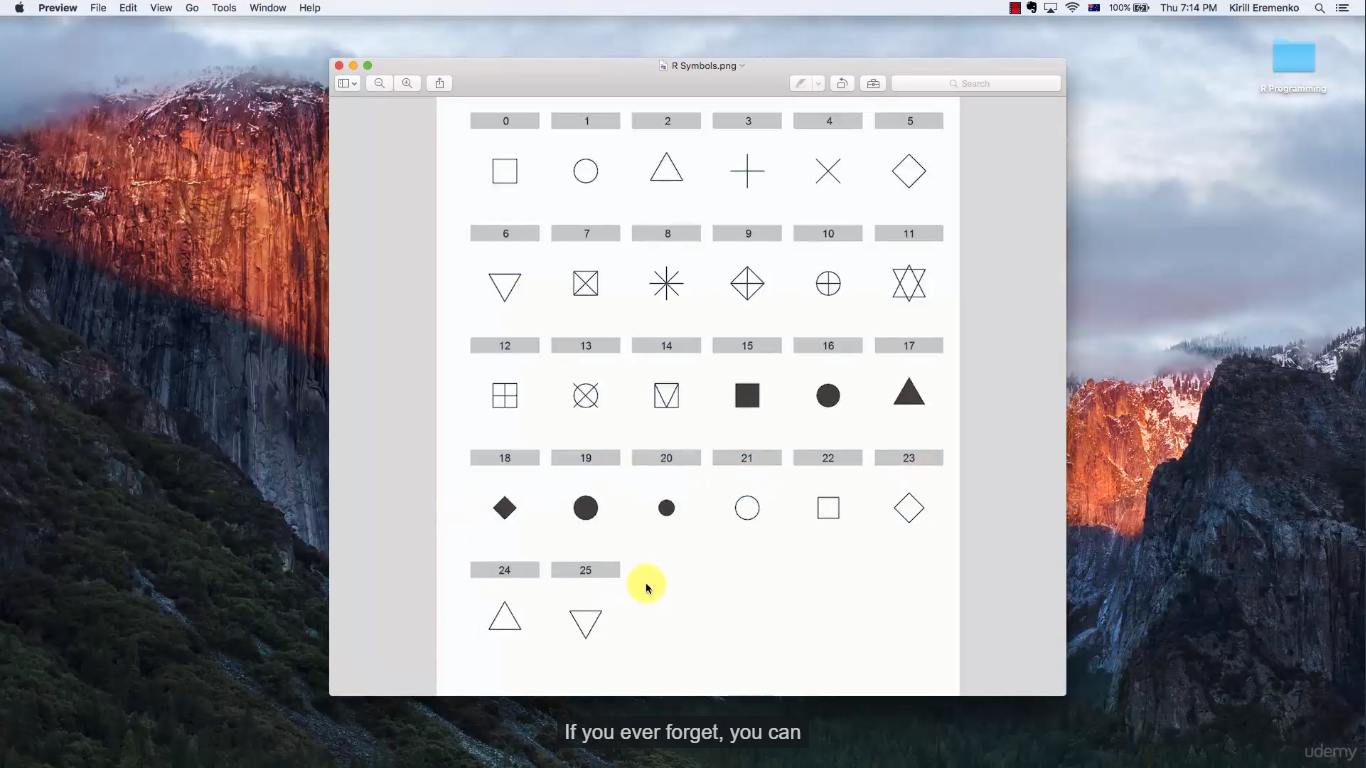 Preview File Edit View Go Tools Window Help 100% Thu 7:14 PM Kirill Eremenko
R Symbols.png
Search
R Programming
0 1 2 3 4 5
6 7 8 9 10 11
12 13 14 15 16 17
18 19 20 21 22 23
24 25
If you ever forget, you can
udemy